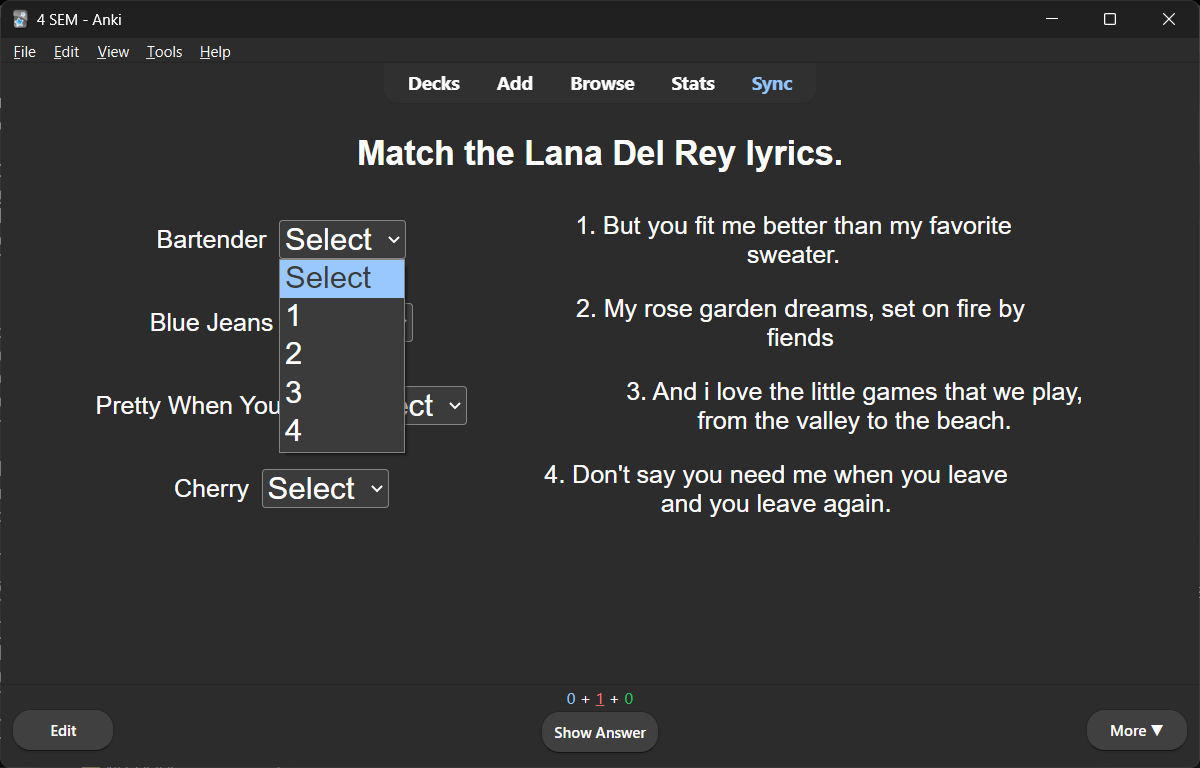 4 SEM - Anki
File Edit View Tools Help
Decks Add Browse Stats Sync
Match the Lana Del Rey lyrics.
Bartender Select
Select
1
2
3
4
Blue Jeans
Pretty When You
ct
Cherry Select
1. But you fit me better than my favorite
sweater.
2. My rose garden dreams, set on fire by
fiends
3. And i love the little games that we play,
from the valley to the beach.
4. Don't say you need me when you leave
and you leave again.
0 + 1 + 0
Edit
Show Answer
More ▼